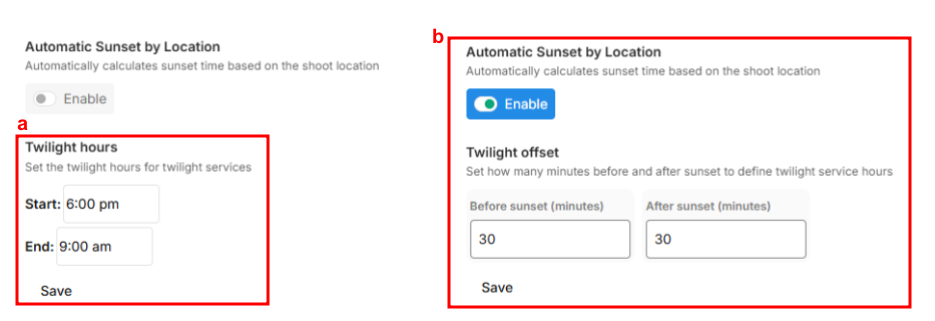 Automatic Sunset by Location
Automatically calculates sunset time based on the shoot location
Enable
a
Twilight hours
Set the twilight hours for twilight services
Start: 6:00 pm
End: 9:00 am
Save
b
Automatic Sunset by Location
Automatically calculates sunset time based on the shoot location
Enable
Twilight offset
Set how many minutes before and after sunset to define twilight service hours
Before sunset (minutes) After sunset (minutes)
30 30
Save